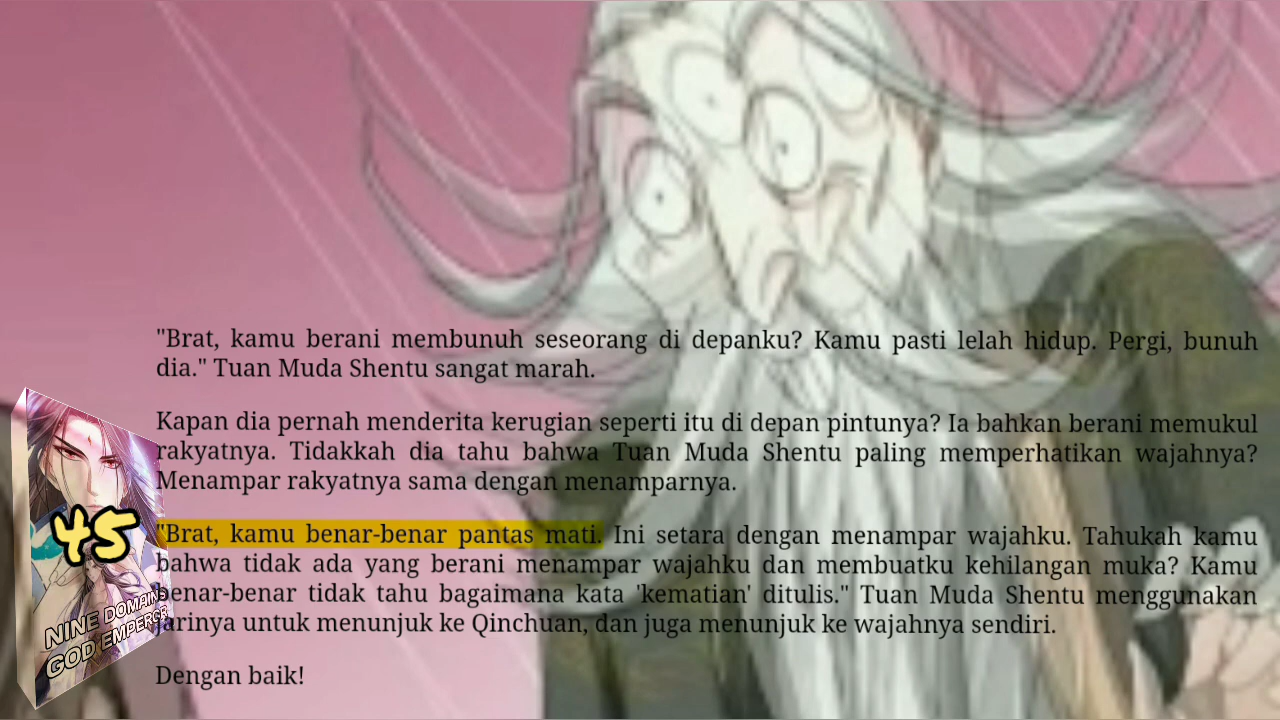 "Brat, kamu berani membunuh seseorang di depanku? Kamu pasti lelah hidup. Pergi, bunuh
dia." Tuan Muda Shentu sangat marah.
Kapan dia pernah menderita kerugian seperti itu di depan pintunya? Ia bahkan berani memukul
rakyatnya. Tidakkah dia tahu bahwa Tuan Muda Shentu paling memperhatikan wajahnya?
Menampar rakyatnya sama dengan menamparnya.
"Brat, kamu benar-benar pantas mati. Ini setara dengan menampar wajahku. Tahukah kamu
bahwa tidak ada yang berani menampar wajahku dan membuatku kehilangan muka? Kamu
benar-benar tidak tahu bagaimana kata 'kematian' ditulis." Tuan Muda Shentu menggunakan
jarinya untuk menunjuk ke Qinchuan, dan juga menunjuk ke wajahnya sendiri.
Dengan baik!
45
NINE DOMAINS
GOD EMPEROR